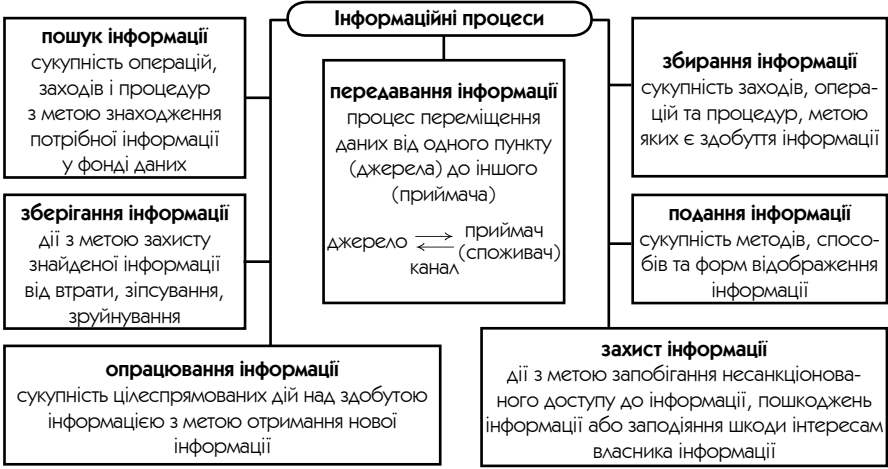 Інформаційні процеси
пошук інформації
сукупність операцій,
заходів і процедур
з метою знаходження
потрібної інформації
у фонді даних
передавання інформації
процес переміщення
даних від одного пункту
(джерела) до іншого
(приймача)
джерело
приймач
(споживач)
канал
збирання інформації
сукупність заходів, опера-
цій та процедур, метою
яких є здобуття інформації
зберігання інформації
дії з метою захисту
знайденої інформації
від втрати, зіпсування,
зруйнування
подання інформації
сукупність методів, спосо-
бів та форм відображення
інформації
опрацювання інформації
сукупність цілеспрямованих дій над здобутою
інформацією з метою отримання нової
інформації
захист інформації
дії з метою запобігання несанкціонова-
ного доступу до інформації, пошкоджень
інформації або заподіяння шкоди інтересам
власника інформації